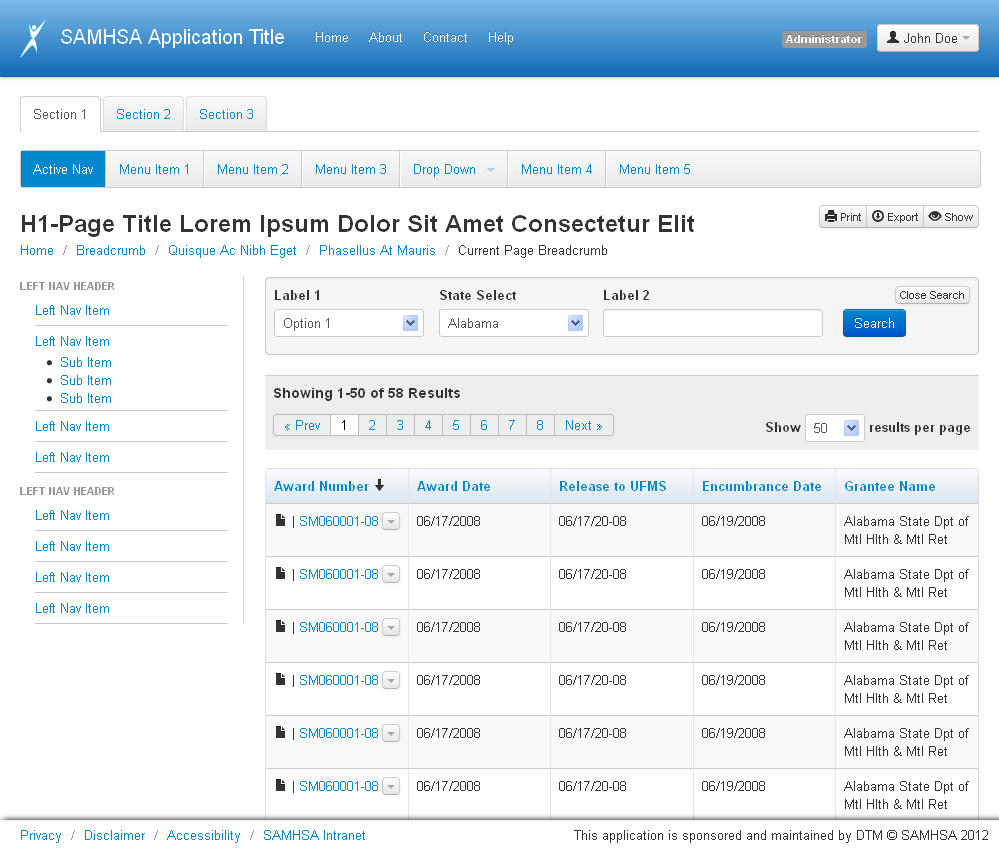 SAMHSA Application Title Home About Contact Help Administrator John Doe
Section 1 Section 2 Section 3
Active Nav Menu Item 1 Menu Item 2 Menu Item 3 Drop Down Menu Item 4 Menu Item 5
H1-Page Title Lorem Ipsum Dolor Sit Amet Consectetur Elit
Print Export Show
Home / Breadcrumb / Quisque Ac Nibh Eget / Phasellus At Mauris / Current Page Breadcrumb
LEFT NAV HEADER
Left Nav Item
Left Nav Item
• Sub Item
• Sub Item
• Sub Item
Left Nav Item
Left Nav Item
LEFT NAV HEADER
Left Nav Item
Left Nav Item
Left Nav Item
Left Nav Item
Label 1 State Select Label 2 Close Search
Option 1 Alabama Search
Showing 1-50 of 58 Results
« Prev 1 2 3 4 5 6 7 8 Next »
Show 50 results per page
Award Number Award Date Release to UFMS Encumbrance Date Grantee Name
| SM060001-08 06/17/2008 06/17/20-08 06/19/2008 Alabama State Dpt of
Mtl Hlth & Mtl Ret
| SM060001-08 06/17/2008 06/17/20-08 06/19/2008 Alabama State Dpt of
Mtl Hlth & Mtl Ret
| SM060001-08 06/17/2008 06/17/20-08 06/19/2008 Alabama State Dpt of
Mtl Hlth & Mtl Ret
| SM060001-08 06/17/2008 06/17/20-08 06/19/2008 Alabama State Dpt of
Mtl Hlth & Mtl Ret
| SM060001-08 06/17/2008 06/17/20-08 06/19/2008 Alabama State Dpt of
Mtl Hlth & Mtl Ret
| SM060001-08 06/17/2008 06/17/20-08 06/19/2008 Alabama State Dpt of
Mtl Hlth & Mtl Ret
Privacy / Disclaimer / Accessibility / SAMHSA Intranet This application is sponsored and maintained by DTM © SAMHSA 2012